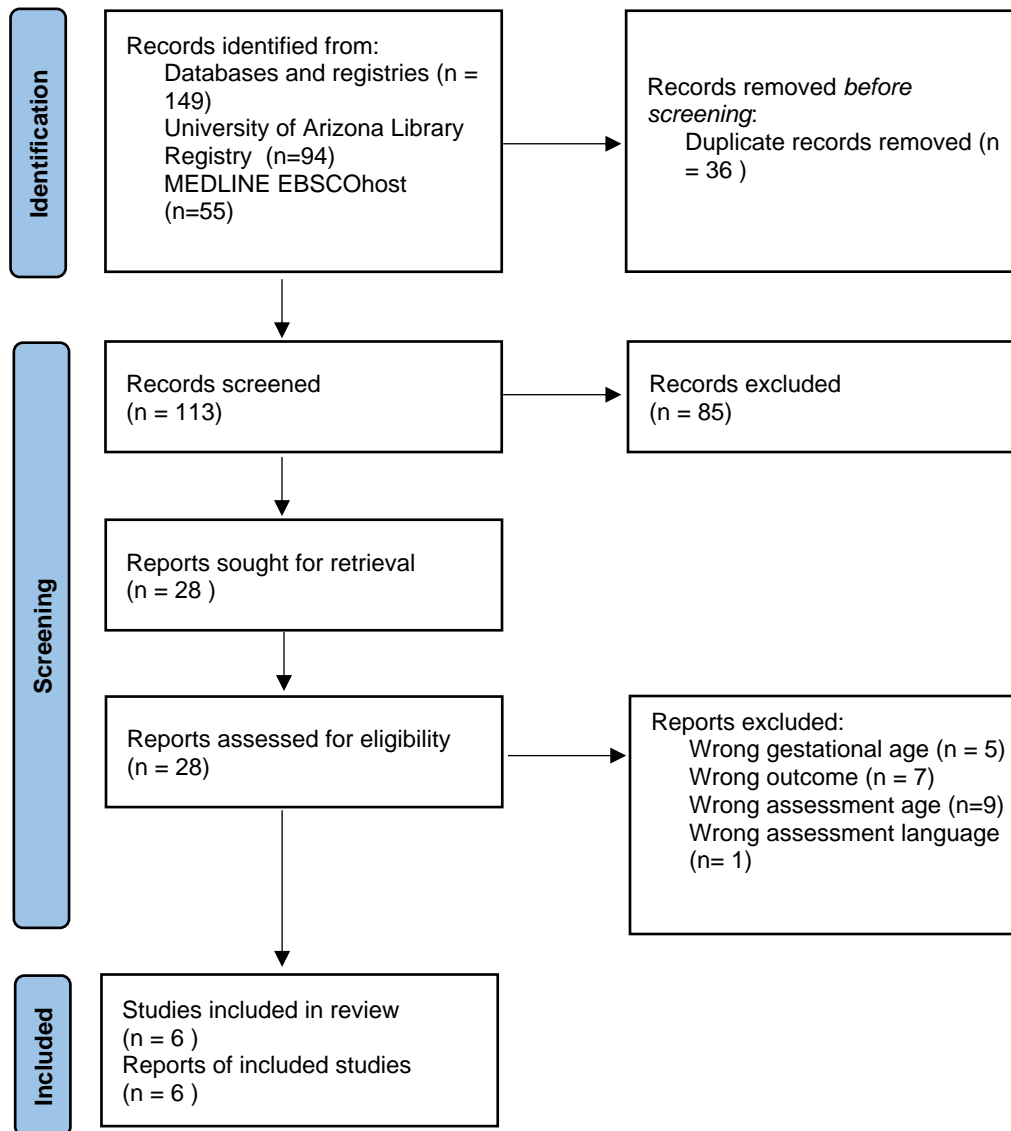 Identification
Records identified from:
Databases and registries (n =
149)
University of Arizona Library
Registry (n=94)
MEDLINE EBSCOhost
(n=55)
Records removed before
screening:
Duplicate records removed (n
= 36 )
Screening
Records screened
(n = 113)
Records excluded
(n = 85)
Reports sought for retrieval
(n = 28 )
Reports assessed for eligibility
(n = 28)
Reports excluded:
Wrong gestational age (n = 5)
Wrong outcome (n = 7)
Wrong assessment age (n=9)
Wrong assessment language
(n= 1)
Included
Studies included in review
(n = 6 )
Reports of included studies
(n = 6 )